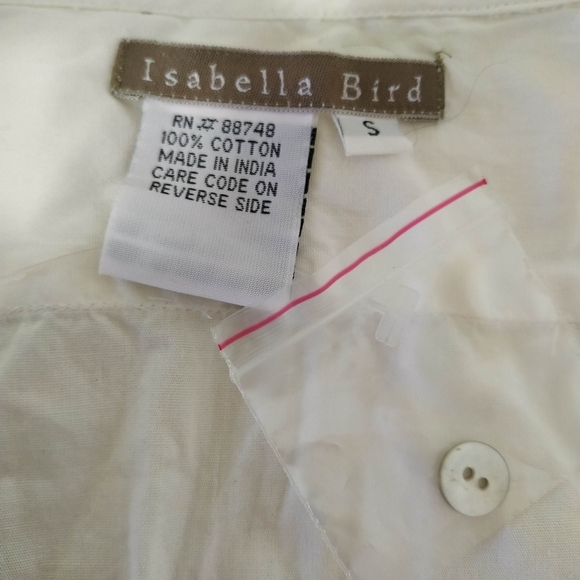 Isabella Bird
S
RN # 88748
100% COTTON
MADE IN INDIA
CARE CODE ON
REVERSE SIDE